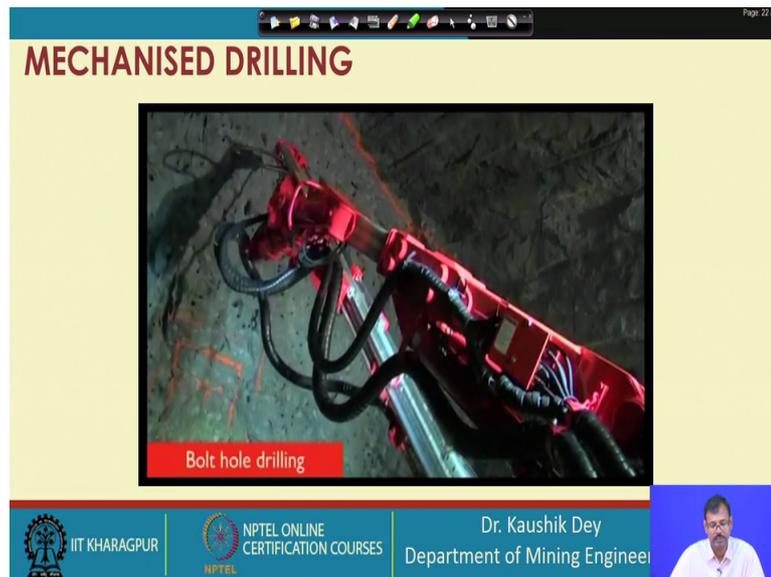 Page: 22
MECHANISED DRILLING
Bolt hole drilling
IIT KHARAGPUR
NPTEL
NPTEL ONLINE
CERTIFICATION COURSES
Dr. Kaushik Dey
Department of Mining Engineer